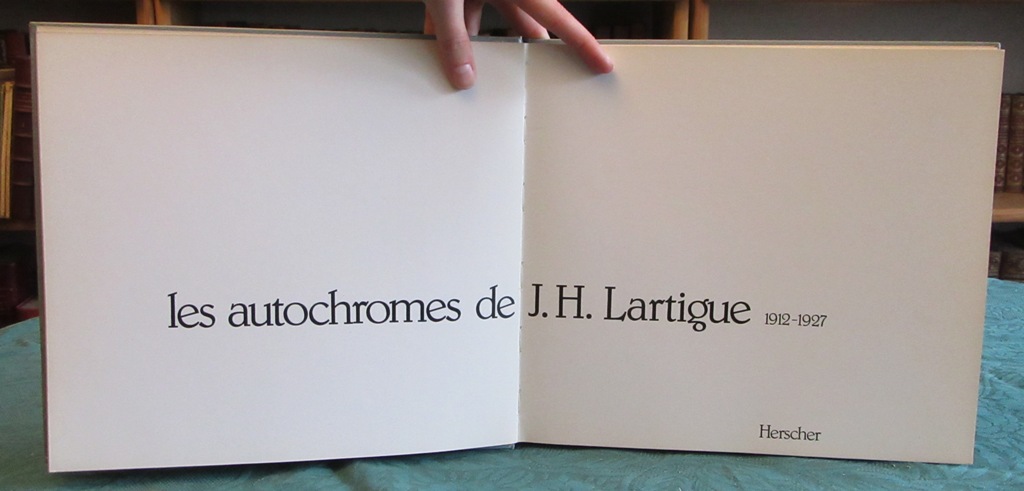 les autochromes de J. H. Lartigue 1912-1927
Herscher